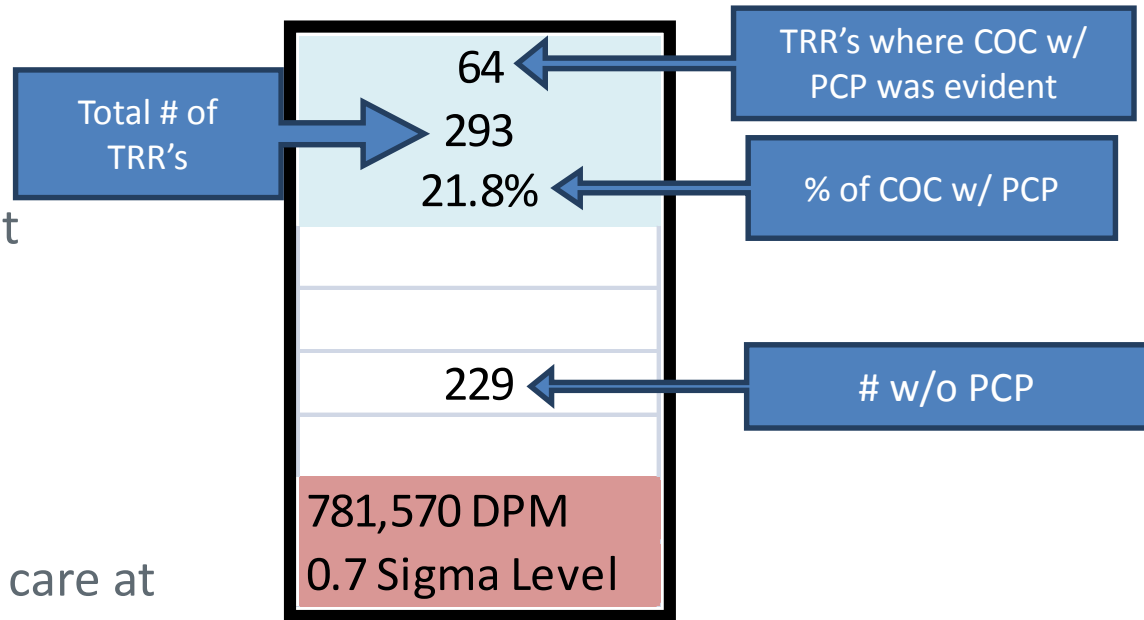 64
TRR's where COC w/
PCP was evident
Total # of
TRR's
293
21.8%
% of COC w/ PCP
t
229
# w/o PCP
781,570 DPM
0.7 Sigma Level
care at